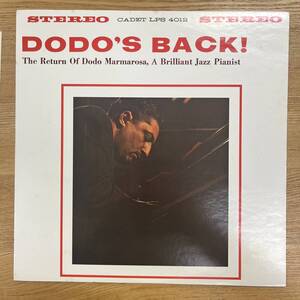 STEREO CADET LPS 4012 STEREO
DODO'S BACK!
The Return Of Dodo Marmarosa, A Brilliant Jazz Pianist